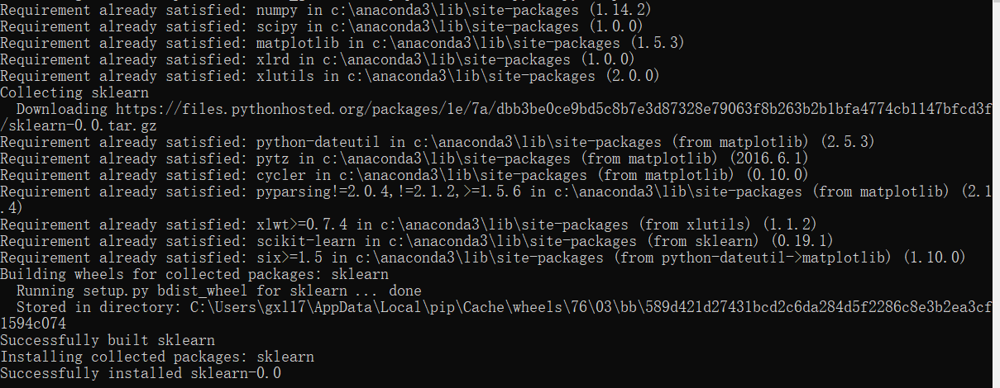 Requirement already satisfied: numpy in c:\anaconda3\lib\site-packages (1.14.2)
Requirement already satisfied: scipy in c:\anaconda3\lib\site-packages (1.0.0)
Requirement already satisfied: matplotlib in c:\anaconda3\lib\site-packages (1.5.3)
Requirement already satisfied: xlrd in c:\anaconda3\lib\site-packages (1.0.0)
Requirement already satisfied: xlutils in c:\anaconda3\lib\site-packages (2.0.0)
Collecting sklearn
  Downloading https://files.pythonhosted.org/packages/1e/7a/dbb3be0ce9bd5c8b7e3d87328e79063f8b263b2b1bfa4774cb1147bfcd3f
/sklearn-0.0.tar.gz
Requirement already satisfied: python-dateutil in c:\anaconda3\lib\site-packages (from matplotlib) (2.5.3)
Requirement already satisfied: pytz in c:\anaconda3\lib\site-packages (from matplotlib) (2016.6.1)
Requirement already satisfied: cycler in c:\anaconda3\lib\site-packages (from matplotlib) (0.10.0)
Requirement already satisfied: pyparsing!=2.0.4,!=2.1.2,>=1.5.6 in c:\anaconda3\lib\site-packages (from matplotlib) (2.1
.4)
Requirement already satisfied: xlwt>=0.7.4 in c:\anaconda3\lib\site-packages (from xlutils) (1.1.2)
Requirement already satisfied: scikit-learn in c:\anaconda3\lib\site-packages (from sklearn) (0.19.1)
Requirement already satisfied: six>=1.5 in c:\anaconda3\lib\site-packages (from python-dateutil->matplotlib) (1.10.0)
Building wheels for collected packages: sklearn
  Running setup.py bdist_wheel for sklearn ... done
  Stored in directory: C:\Users\gxl17\AppData\Local\pip\Cache\wheels\76\03\bb\589d421d27431bcd2c6da284d5f2286c8e3b2ea3cf
1594c074
Successfully built sklearn
Installing collected packages: sklearn
Successfully installed sklearn-0.0